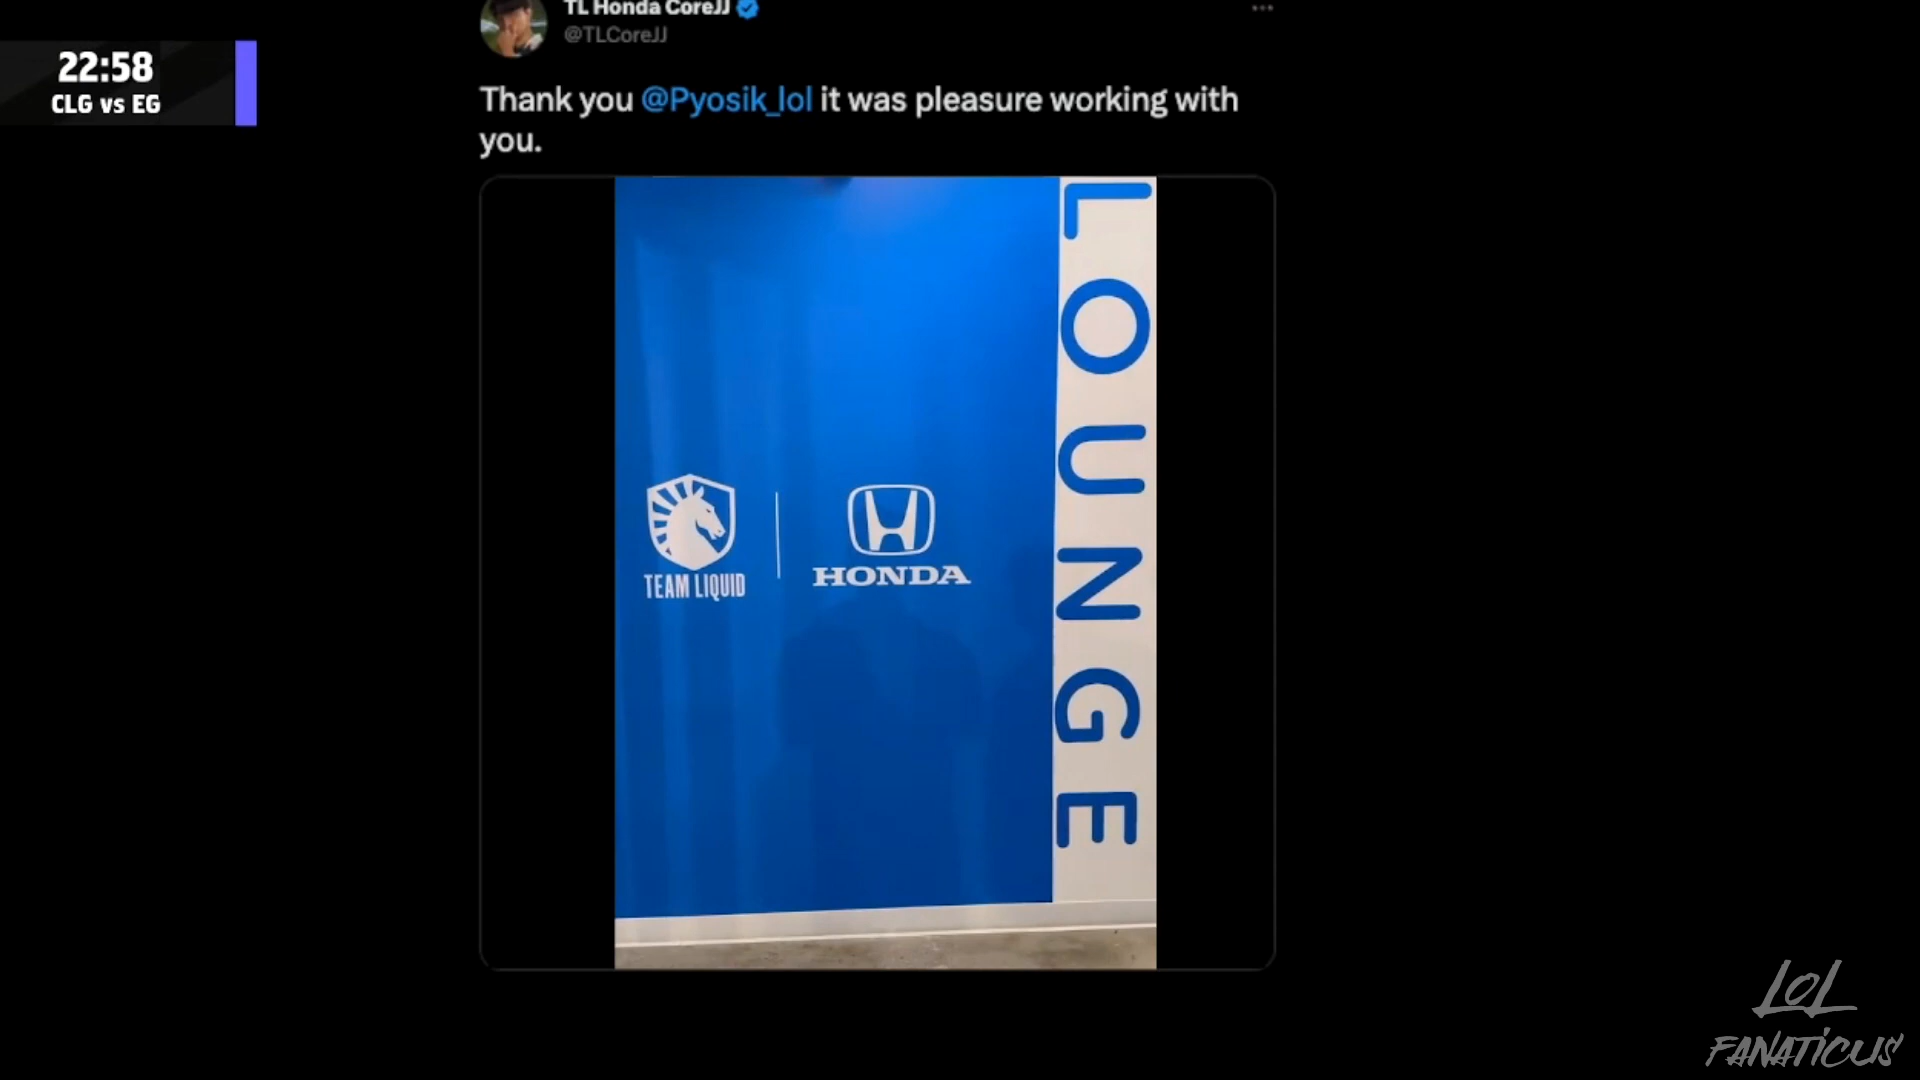 TL Honda CoreJJ
@TLCoreJJ
22:58
CLG vs EG
Thank you @Pyosik_lol it was pleasure working with
you.
LOUNGE
TEAM LIQUID
HONDA
LOL
FANATICUS